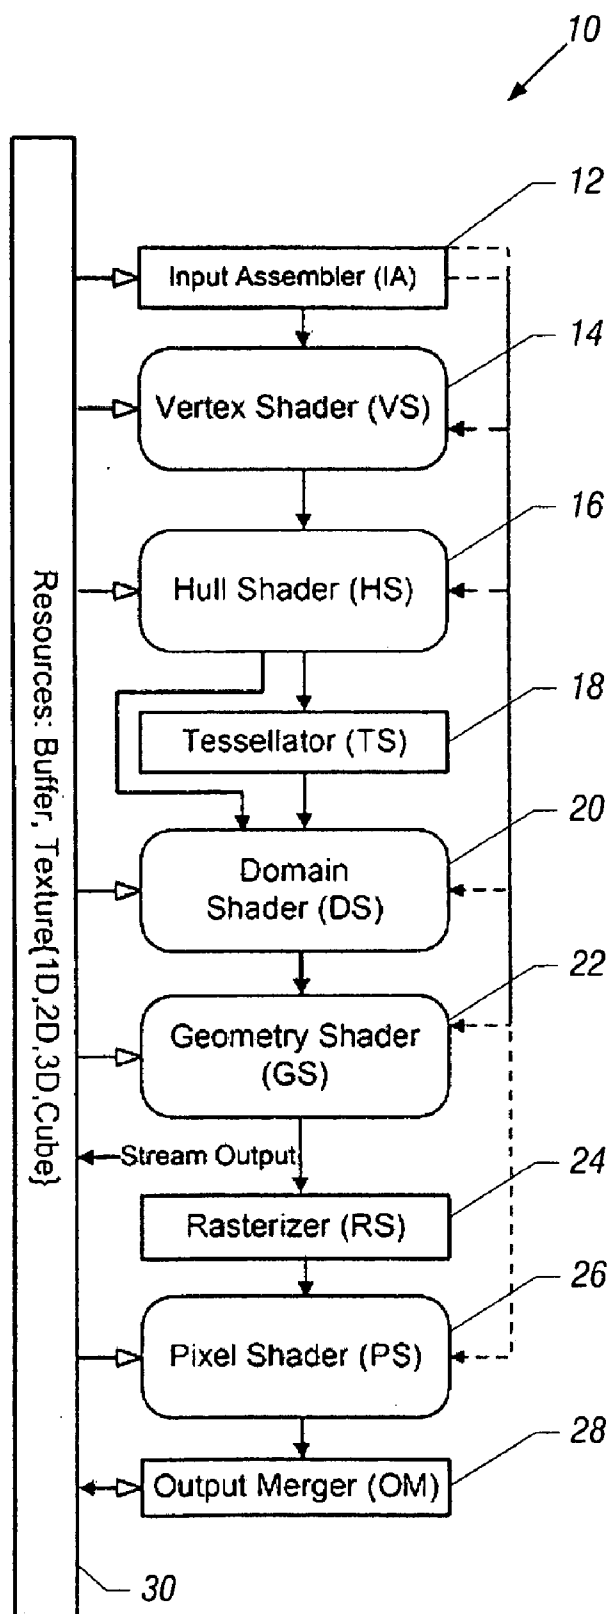 10
12
Input Assembler (IA)
14
Vertex Shader (VS)
16
Hull Shader (HS)
18
Tessellator (TS)
20
Domain
Shader (DS)
22
Geometry Shader
(GS)
Stream Output
24
Rasterizer (RS)
26
Pixel Shader (PS)
28
Output Merger (OM)
30
Resources: Buffer, Texture{1D,2D,3D,Cube}